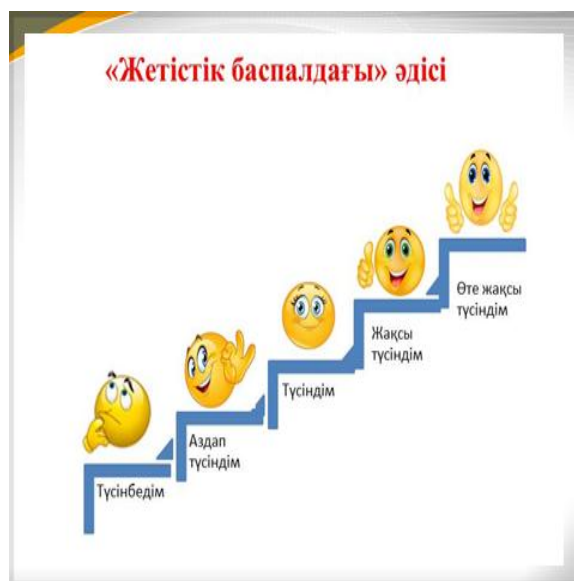 «Жетістік баспалдағы» әдісі
Өте жақсы
түсіндім
Жақсы
түсіндім
Түсіндім
Аздап
түсіндім
Түсінбедім